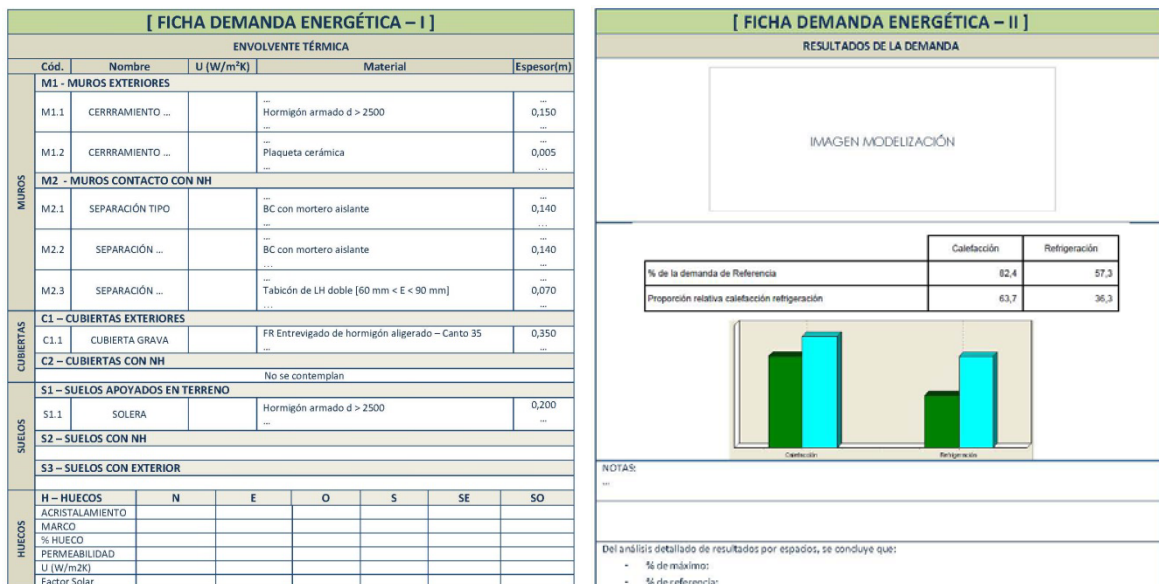 [ FICHA DEMANDA ENERGÉTICA – I ]
ENVOLVENTE TÉRMICA
Cód. Nombre U (W/m²K) Material Espesor(m)
MUROS
M1 - MUROS EXTERIORES
...  ...
M1.1 CERRRAMIENTO ... Hormigón armado d > 2500 0,150
... ...
... ...
M1.2 CERRRAMIENTO ... Plaqueta cerámica 0,005
... ...
M2 - MUROS CONTACTO CON NH
... ...
M2.1 SEPARACIÓN TIPO BC con mortero aislante 0,140
... ...
... ...
M2.2 SEPARACIÓN ... BC con mortero aislante 0,140
... ...
... ...
M2.3 SEPARACIÓN ... Tabicón de LH doble [60 mm < E < 90 mm] 0,070
... ...
CUBIERTAS
C1 – CUBIERTAS EXTERIORES
C1.1 CUBIERTA GRAVA FR Entrevigado de hormigón aligerado – Canto 35 0,350
... ...
C2 – CUBIERTAS CON NH
No se contemplan
SUELOS
S1 – SUELOS APOYADOS EN TERRENO
S1.1 SOLERA Hormigón armado d > 2500 0,200
... ...
S2 – SUELOS CON NH
S3 – SUELOS CON EXTERIOR
HUECOS
H – HUECOS N E O S SE SO
ACRISTALAMIENTO
MARCO
% HUECO
PERMEABILIDAD
U (W/m2K)
Factor Solar
[ FICHA DEMANDA ENERGÉTICA – II ]
RESULTADOS DE LA DEMANDA
IMAGEN MODELIZACIÓN
Calefacción Refrigeración
% de la demanda de Referencia 82,4 57,3
Proporción relativa calefacción refrigeración 63,7 36,3
Calefacción Refrigeración
NOTAS:
...
Del análisis detallado de resultados por espacios, se concluye que:
- % de máximo:
- % de referencia: